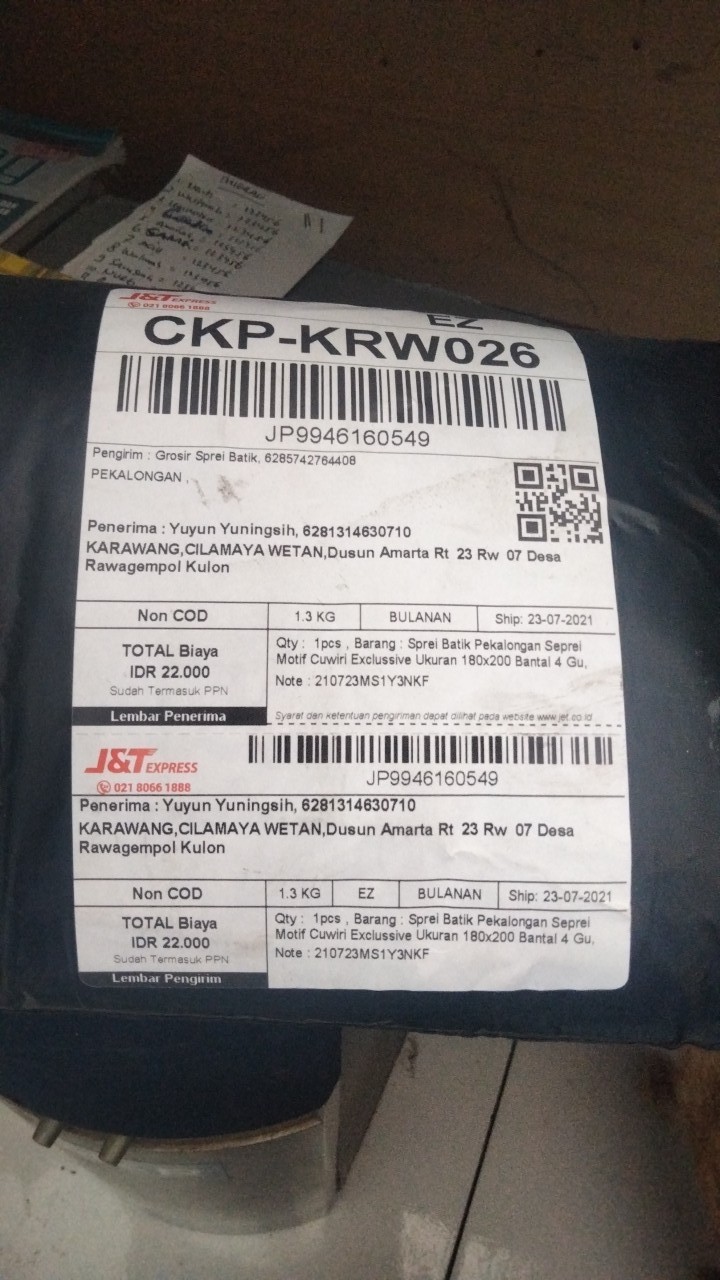 J&T EXPRESS
021 8066 1888
EZ
CKP-KRW026
JP9946160549
Pengirim : Grosir Sprei Batik, 6285742764408
PEKALONGAN ,
Penerima : Yuyun Yuningsih, 6281314630710
KARAWANG,CILAMAYA WETAN,Dusun Amarta Rt 23 Rw 07 Desa
Rawagempol Kulon
Non COD 1.3 KG BULANAN Ship: 23-07-2021
TOTAL Biaya
IDR 22.000
Sudah Termasuk PPN
Lembar Penerima
Qty : 1pcs , Barang : Sprei Batik Pekalongan Seprei
Motif Cuwiri Exclussive Ukuran 180x200 Bantal 4 Gu,
Note : 210723MS1Y3NKF
Syarat dan ketentuan pengiriman dapat dilihat pada website www.jet.co.id
J&T EXPRESS
021 8066 1888
JP9946160549
Penerima : Yuyun Yuningsih, 6281314630710
KARAWANG,CILAMAYA WETAN,Dusun Amarta Rt 23 Rw 07 Desa
Rawagempol Kulon
Non COD 1.3 KG EZ BULANAN Ship: 23-07-2021
TOTAL Biaya
IDR 22.000
Sudah Termasuk PPN
Lembar Pengirim
Qty : 1pcs , Barang : Sprei Batik Pekalongan Seprei
Motif Cuwiri Exclussive Ukuran 180x200 Bantal 4 Gu,
Note : 210723MS1Y3NKF